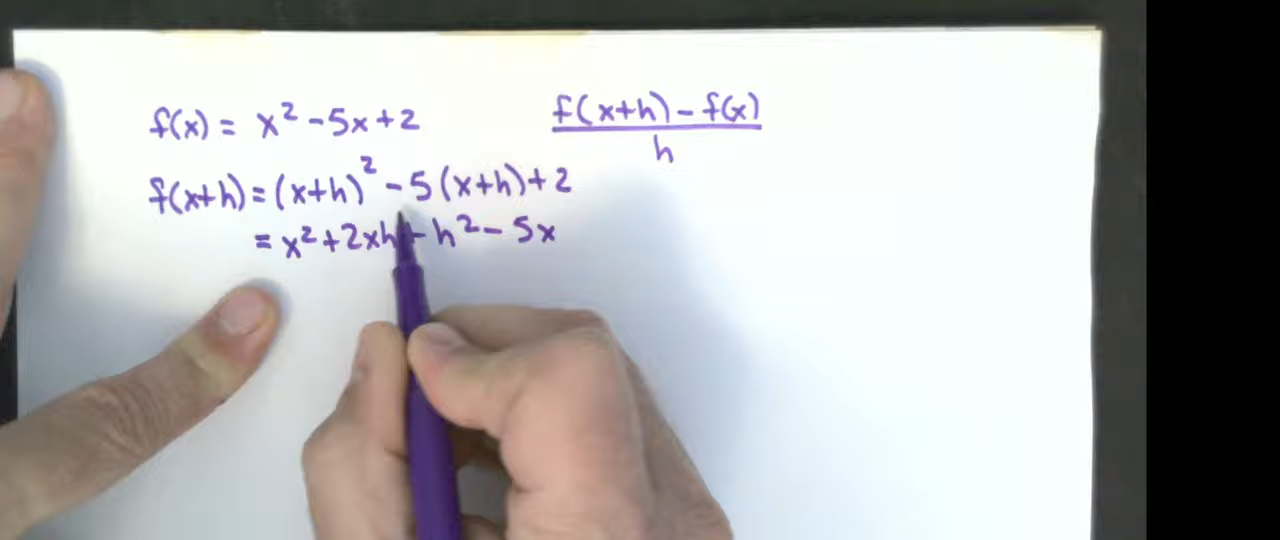 f(x) = x² - 5x + 2
f(x+h) - f(x)
h
f(x+h) = (x+h)² - 5(x+h) + 2
= x² + 2xh + h² - 5x